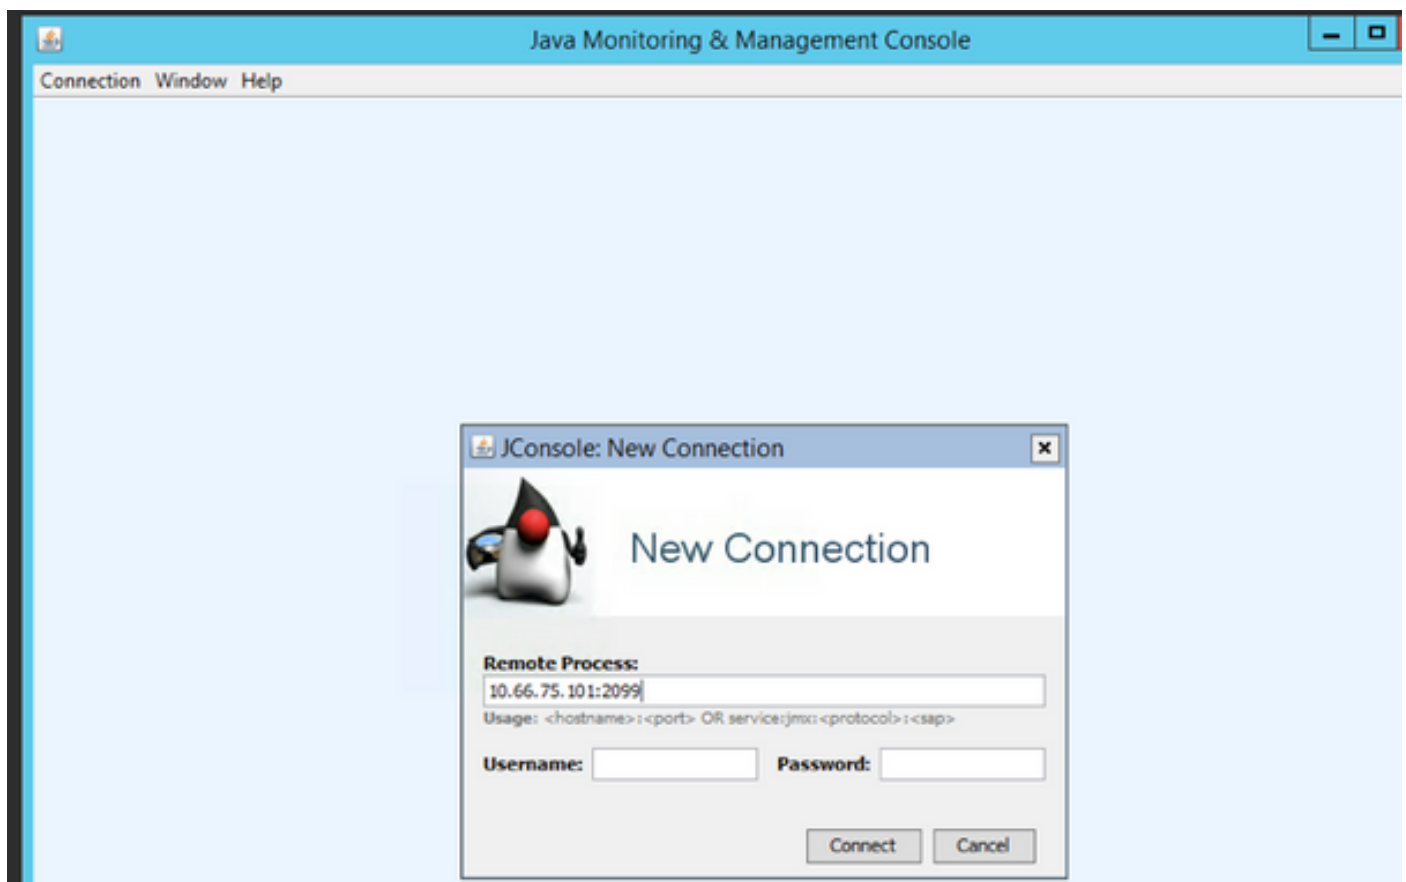 Java Monitoring & Management Console
Connection Window Help
JConsole: New Connection
New Connection
Remote Process:
10.66.75.101:2099
Usage: <hostname>:<port> OR service:jmx:<protocol>:<sap>
Username: Password:
Connect Cancel